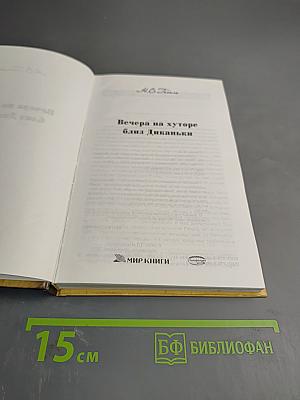 Н.В.Гоголь
Вечера на хуторе
близ Диканьки
МИР КНИГИ
15 см
БФ БИБЛИОФАН